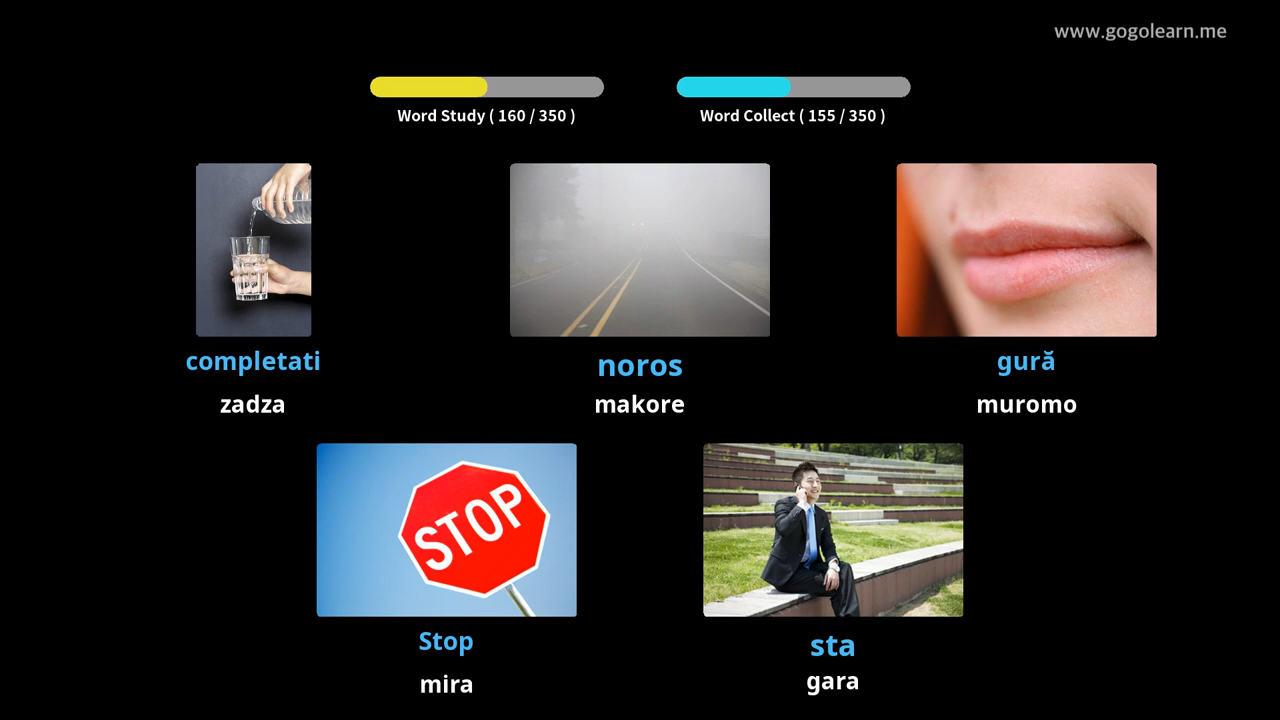 www.gogolearn.me
Word Study ( 160 / 350 )
Word Collect ( 155 / 350 )
completati
zadza
noros
makore
gură
muromo
STOP
Stop
mira
sta
gara